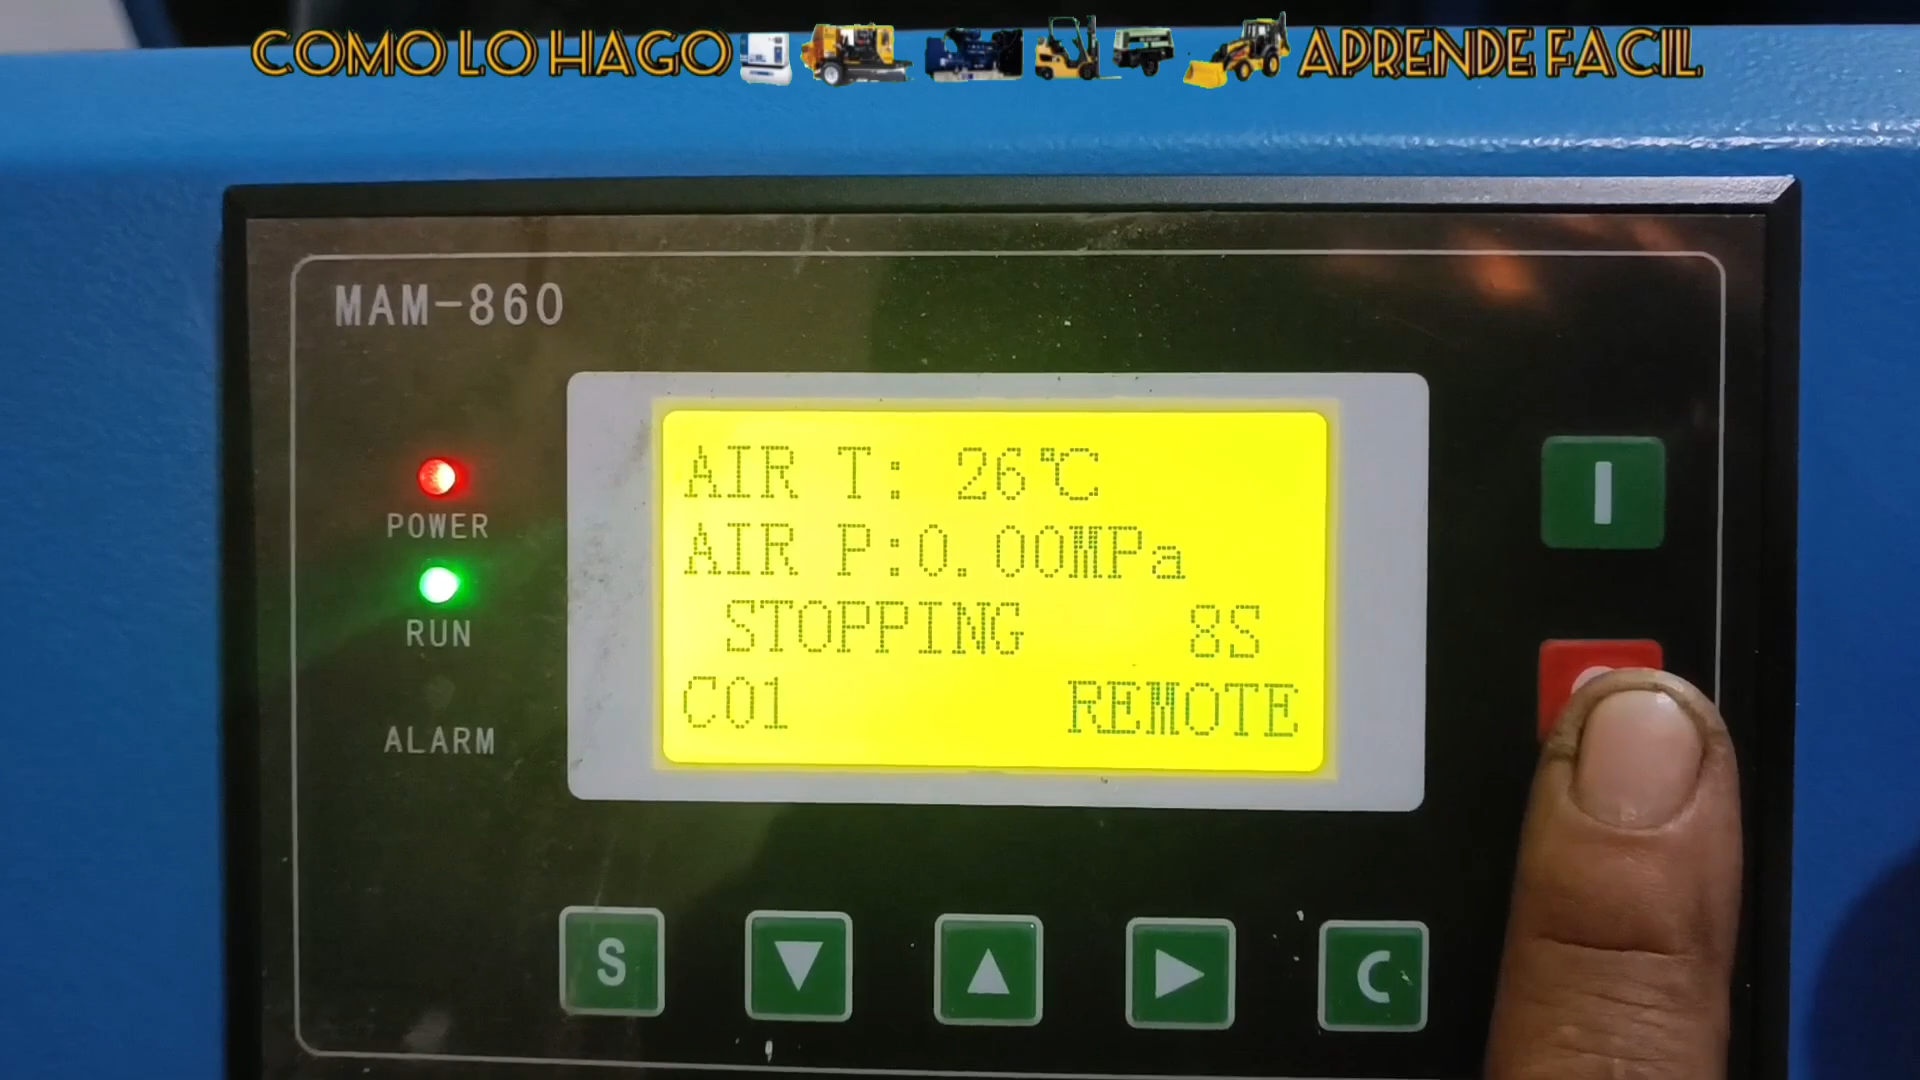 COMO LO HAGO APRENDE FACIL
MAM-860
AIR T: 26℃
AIR P:0.00MPa
STOPPING 8S
C01 REMOTE
POWER
RUN
ALARM
S
C